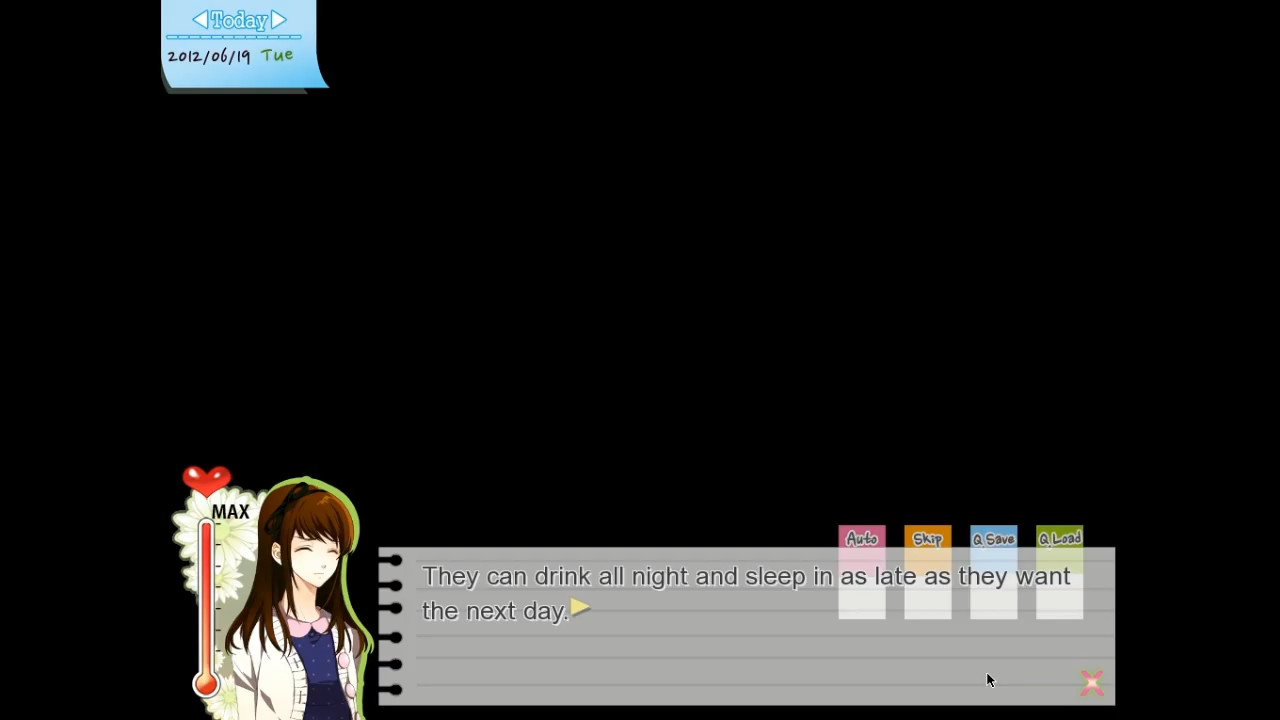 Today
2012/06/19 Tue
MAX
Auto Skip Q.Save Q.Load
They can drink all night and sleep in as late as they want
the next day.